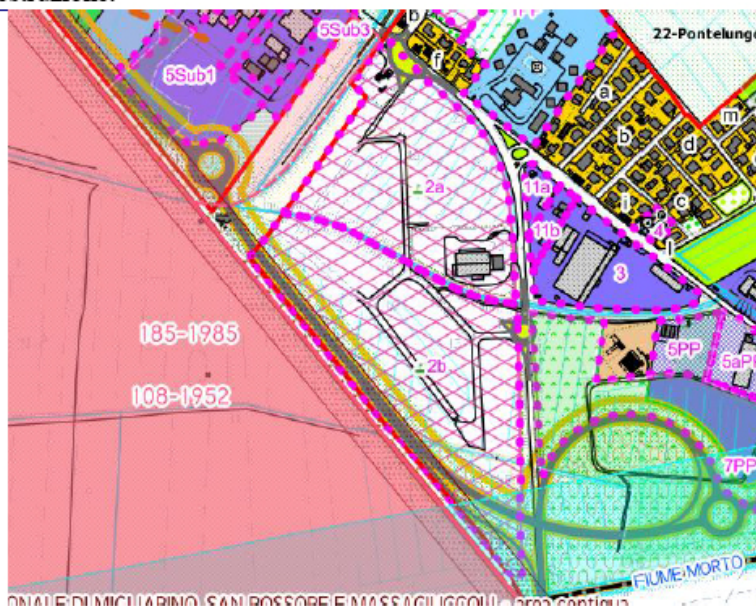 5Sub3
22-Pontelungo
5Sub1
f
a
m
b
d
2a
11a
i
c
4
11b
l
3
185-1985
2b
5PP
108-1952
7PP
FIUME MORTO
ONALE DI MIGLIARINO, SAN ROSSORE E MASSACIUCCOLI - area contigua